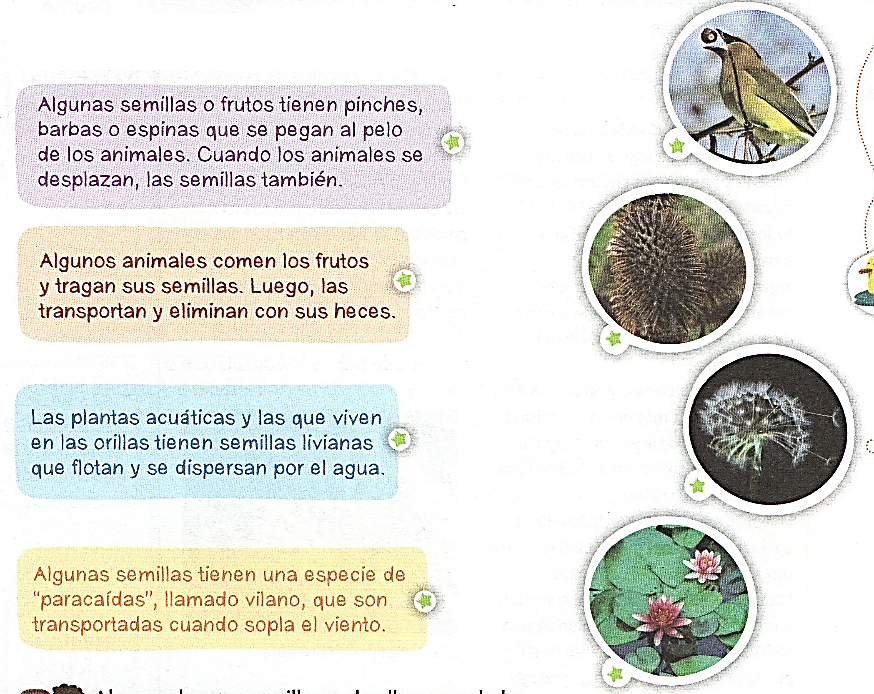 Algunas semillas o frutos tienen pinches,
barbas o espinas que se pegan al pelo
de los animales. Cuando los animales se
desplazan, las semillas también.
Algunos animales comen los frutos
y tragan sus semillas. Luego, las
transportan y eliminan con sus heces.
Las plantas acuáticas y las que viven
en las orillas tienen semillas livianas
que flotan y se dispersan por el agua.
Algunas semillas tienen una especie de
“paracaídas”, llamado vilano, que son
transportadas cuando sopla el viento.